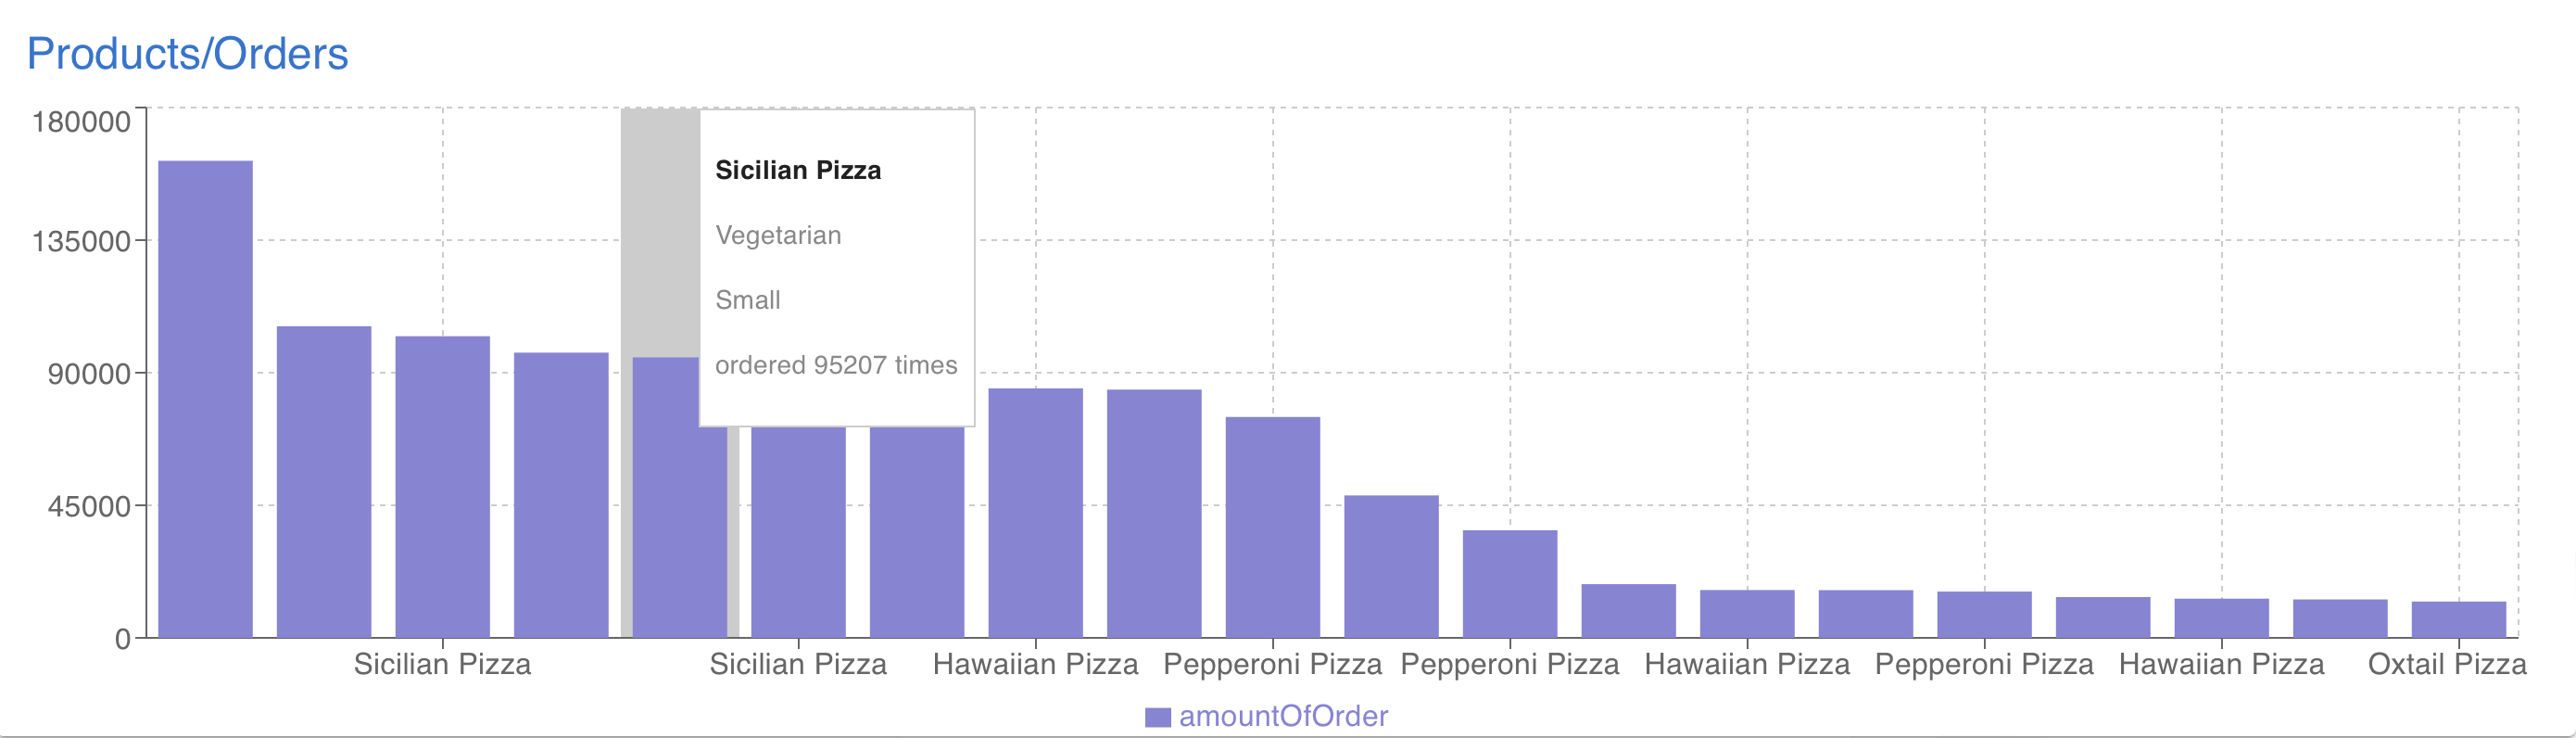 Products/Orders
180000
135000
90000
45000
0
Sicilian Pizza
Vegetarian
Small
ordered 95207 times
Sicilian Pizza
Sicilian Pizza
Hawaiian Pizza
Pepperoni Pizza
Pepperoni Pizza
Hawaiian Pizza
Pepperoni Pizza
Hawaiian Pizza
Oxtail Pizza
amountOfOrder